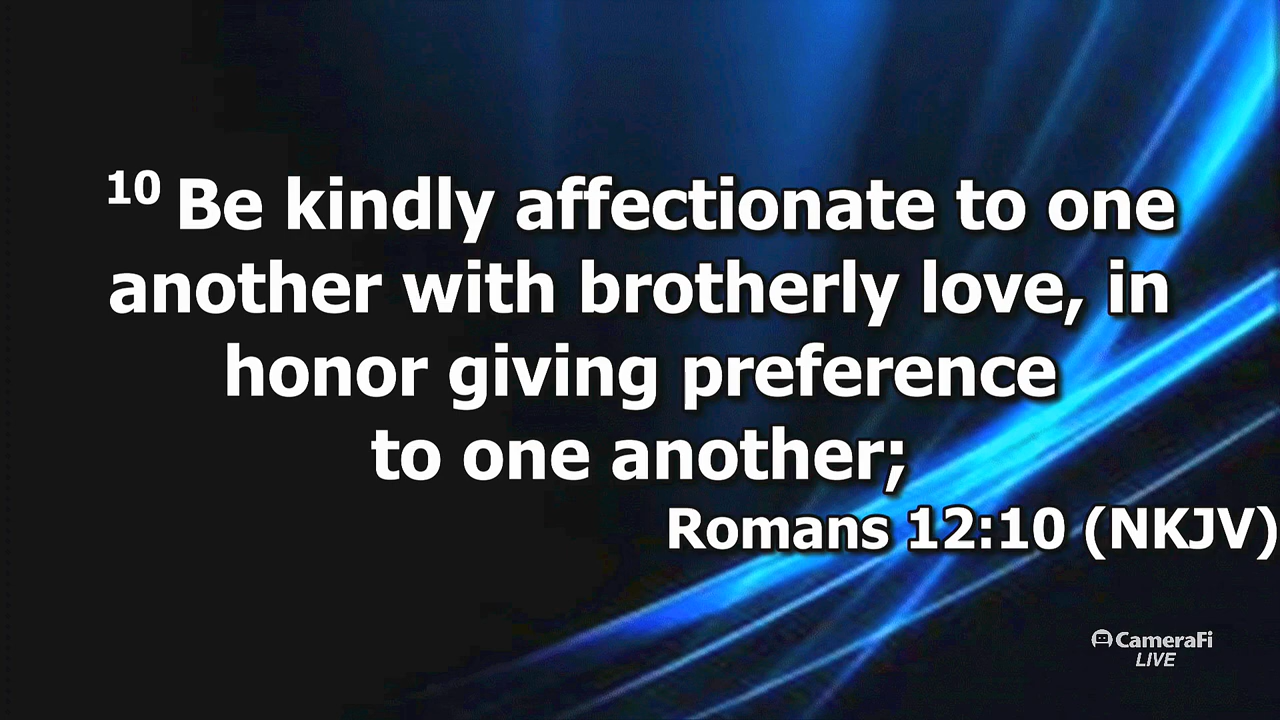 10 Be kindly affectionate to one
another with brotherly love, in
honor giving preference
to one another;
Romans 12:10 (NKJV)
CameraFi
LIVE